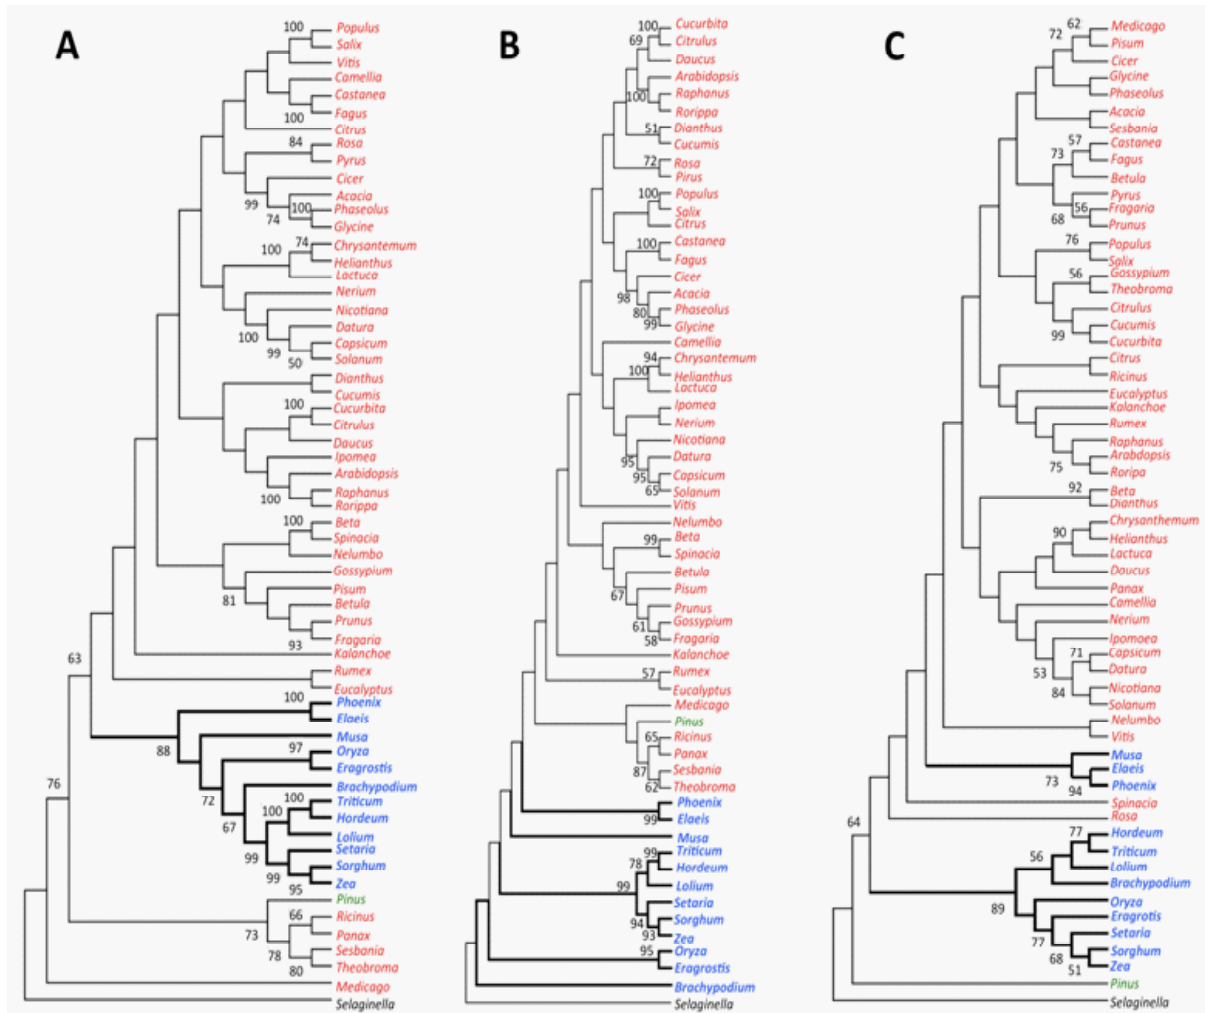 A
100
Populus
Salix
Vitis
Camellia
Castanea
Fagus
100
Citrus
84
Rosa
Pyrus
Cicer
99
Acacia
100
Phaseolus
74
Glycine
74
Chrysantemum
100
Helianthus
Lactuca
Nerium
Nicotiana
Datura
100
Capsicum
99
Solanum
50
Dianthus
Cucumis
100
Cucurbita
Citrulus
Daucus
Ipomea
Arabidopsis
Raphanus
100
Rorippa
100
Beta
Spinacia
Nelumbo
Gossypium
Pisum
81
Betula
Prunus
Fragaria
93
Kalanchoe
63
Rumex
Eucalyptus
100
Phoenix
Elaeis
Musa
88
97
Oryza
Eragrostis
Brachypodium
72
100
Triticum
100
Hordeum
67
Lolium
Setaria
99
Sorghum
99
Zea
95
76
Pinus
66
Ricinus
73
Panax
Sesbania
78
Theobroma
80
Medicago
Selaginella
B
100
Cucurbita
69
Citrulus
Daucus
Arabidopsis
100
Raphanus
Rorippa
51
Dianthus
Cucumis
72
Rosa
Pirus
100
Populus
Salix
Citrus
100
Castanea
Fagus
Cicer
98
Acacia
80
Phaseolus
99
Glycine
Camellia
94
Chrysantemum
100
Helianthus
Lactuca
Ipomea
Nerium
Nicotiana
95
Datura
95
Capsicum
65
Solanum
Vitis
Nelumbo
99
Beta
Spinacia
Betula
67
Pisum
Prunus
61
Gossypium
58
Fragaria
Kalanchoe
57
Rumex
Eucalyptus
Medicago
Pinus
65
Ricinus
Panax
87
Sesbania
62
Theobroma
Phoenix
99
Elaeis
Musa
99
Triticum
78
Hordeum
99
Lolium
Setaria
94
Sorghum
93
Zea
95
Oryza
Eragrostis
Brachypodium
Selaginella
C
62
Medicago
72
Pisum
Cicer
Glycine
Phaseolus
Acacia
Sesbania
57
Castanea
73
Fagus
Betula
Pyrus
56
Fragaria
68
Prunus
76
Populus
Salix
56
Gossypium
Theobroma
Citrulus
99
Cucumis
Cucurbita
Citrus
Ricinus
Eucalyptus
Kalanchoe
Rumex
Raphanus
Arabdopsis
75
Roripa
92
Beta
Dianthus
Chrysanthemum
90
Helianthus
Lactuca
Daucus
Panax
Camellia
Nerium
Ipomoea
71
Capsicum
53
Datura
84
Nicotiana
Solanum
Nelumbo
Vitis
Musa
Elaeis
73
94
Phoenix
Spinacia
Rosa
64
77
Hordeum
Triticum
56
Lolium
Brachypodium
89
Oryza
Eragrotis
77
Setaria
68
Sorghum
51
Zea
Pinus
Selaginella